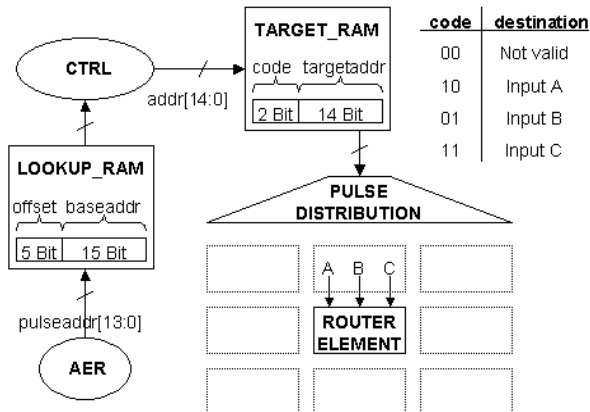 TARGET_RAM
code targetaddr
2 Bit 14 Bit
code destination
00 Not valid
10 Input A
01 Input B
11 Input C
CTRL
addr[14:0]
LOOKUP_RAM
offset baseaddr
5 Bit 15 Bit
pulseaddr[13:0]
AER
PULSE
DISTRIBUTION
A B C
ROUTER
ELEMENT